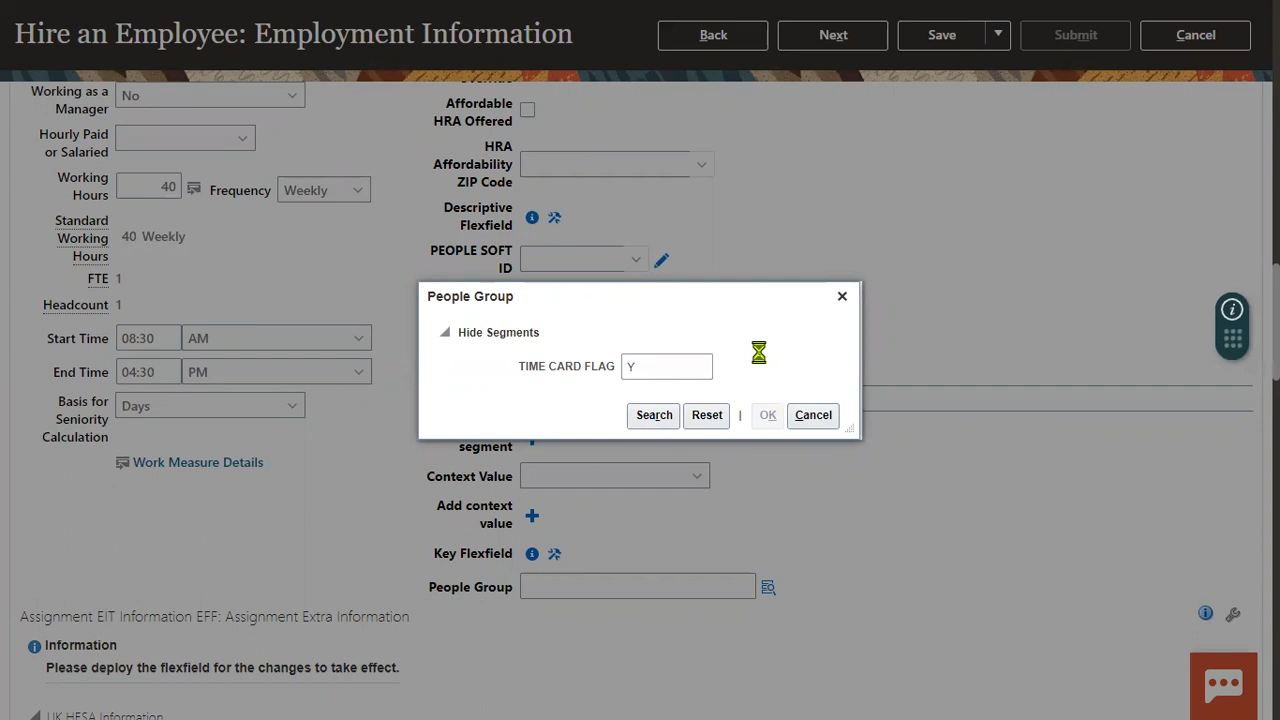 Hire an Employee: Employment Information
Back
Next
Save
Submit
Cancel
Working as a
Manager
No
Hourly Paid
or Salaried
Working
Hours
40
Frequency
Weekly
Standard
Working
Hours
40 Weekly
FTE 1
Headcount 1
Start Time
08:30
AM
End Time
04:30
PM
Basis for
Seniority
Calculation
Days
Work Measure Details
Affordable
HRA Offered
HRA
Affordability
ZIP Code
Descriptive
Flexfield
PEOPLE SOFT
ID
People Group
Hide Segments
TIME CARD FLAG
Y
Search
Reset
|
OK
Cancel
segment
Context Value
Add context
value
Key Flexfield
People Group
Assignment EIT Information EFF: Assignment Extra Information
Information
Please deploy the flexfield for the changes to take effect.
UK HESA Information